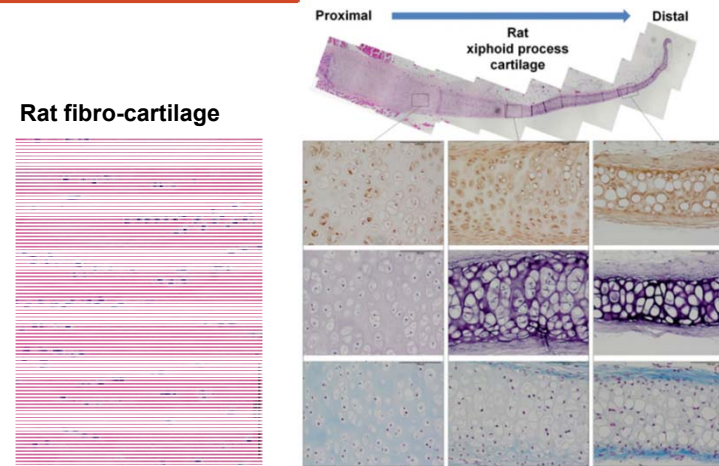 Proximal
Distal
Rat
xiphoid process
cartilage
Rat fibro-cartilage